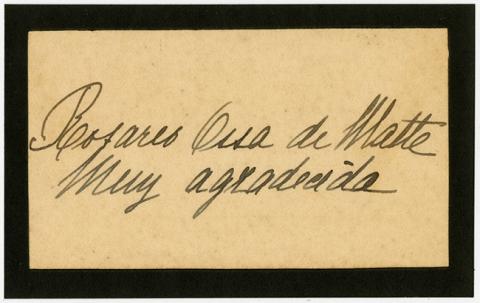 Rosario Ossa de Matte
Muy agradecida